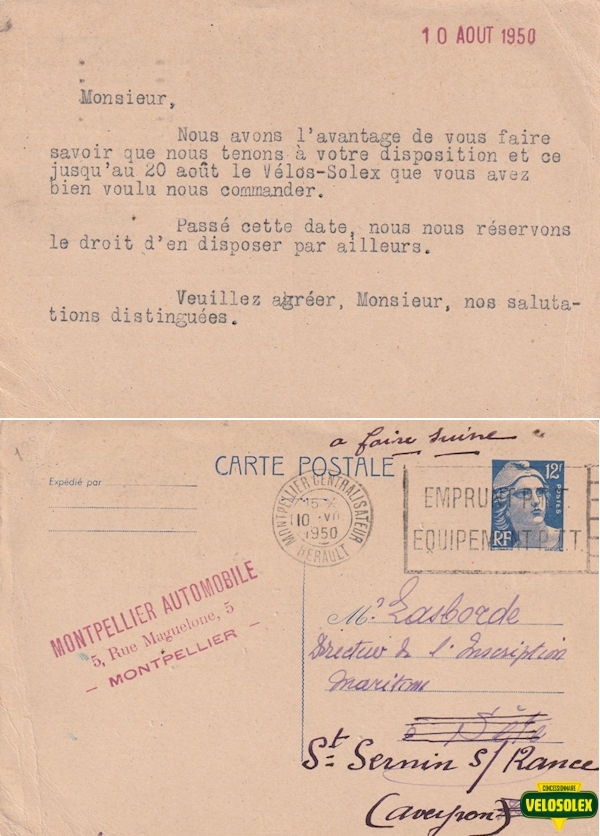 10 AOUT 1950
Monsieur,
Nous avons l'avantage de vous faire
savoir que nous tenons à votre disposition et ce
jusqu'au 20 août le Vélos-Solex que vous avez
bien voulu nous commander.
Passé cette date, nous nous réservons
le droit d'en disposer par ailleurs.
Veuillez agréer, Monsieur, nos saluta-
tions distinguées.
a faire suivre
CARTE POSTALE
12F
POSTES
RF
Expédié par
MONTPELLIER CENTRALISATEUR
15
10
1950
HERAULT
EMPRUNT P.T.T.
EQUIPEMENT P.T.T.
MONTPELLIER AUTOMOBILE
5, Rue Maguelone, 5
- MONTPELLIER -
Mr Lasborde
Directeur de l'Inscription
Maritime
à Sète
St Sernin s/Rance
(Aveyron)
CONCESSIONNAIRE
VELOSOLEX